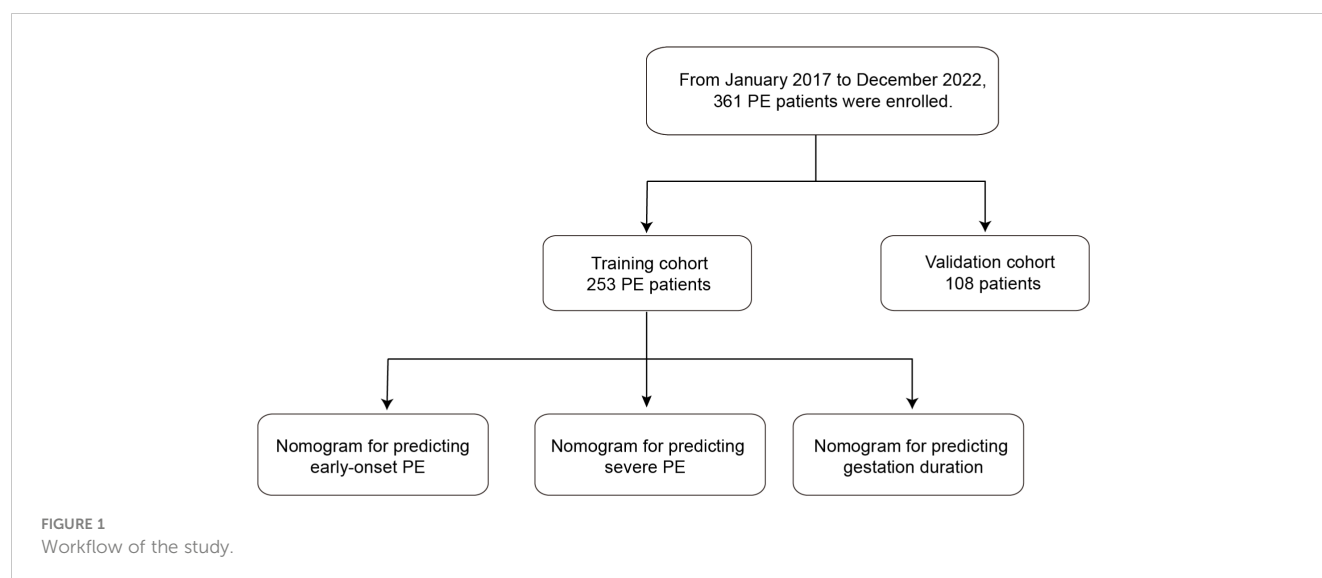 From January 2017 to December 2022,
361 PE patients were enrolled.
Training cohort
253 PE patients
Validation cohort
108 patients
Nomogram for predicting
early-onset PE
Nomogram for predicting
severe PE
Nomogram for predicting
gestation duration
FIGURE 1
Workflow of the study.